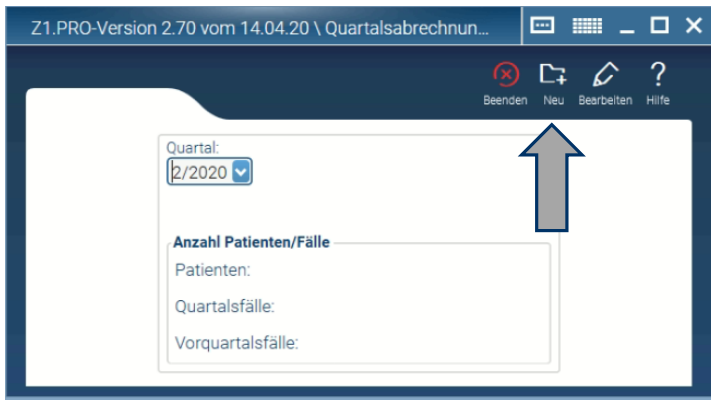 Z1.PRO-Version 2.70 vom 14.04.20 \ Quartalsabrechnun...
Beenden Neu Bearbeiten Hilfe
Quartal:
2/2020
Anzahl Patienten/Fälle
Patienten:
Quartalsfälle:
Vorquartalsfälle: